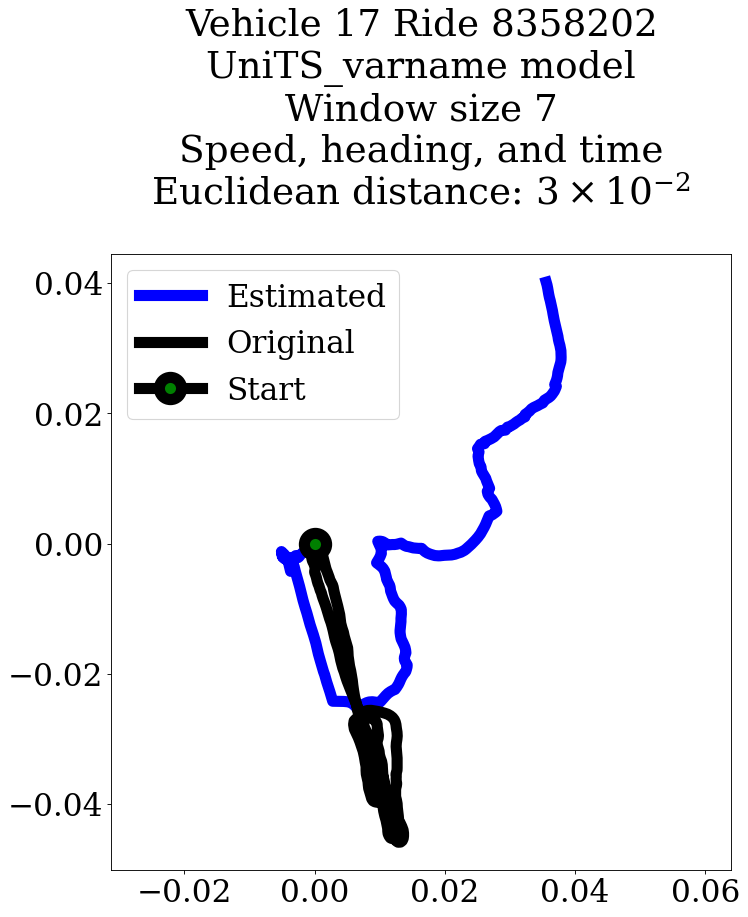 Vehicle 17 Ride 8358202
UniTS_varname model
Window size 7
Speed, heading, and time
Euclidean distance: 3 × 10⁻²
Estimated
Original
Start
0.04
0.02
0.00
−0.02
−0.04
−0.02 0.00 0.02 0.04 0.06